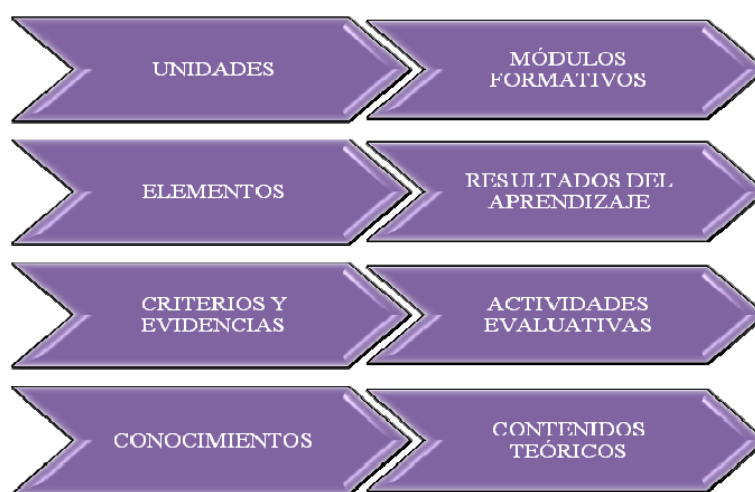 UNIDADES
MÓDULOS
FORMATIVOS
ELEMENTOS
RESULTADOS DEL
APRENDIZAJE
CRITERIOS Y
EVIDENCIAS
ACTIVIDADES
EVALUATIVAS
CONOCIMIENTOS
CONTENIDOS
TEÓRICOS